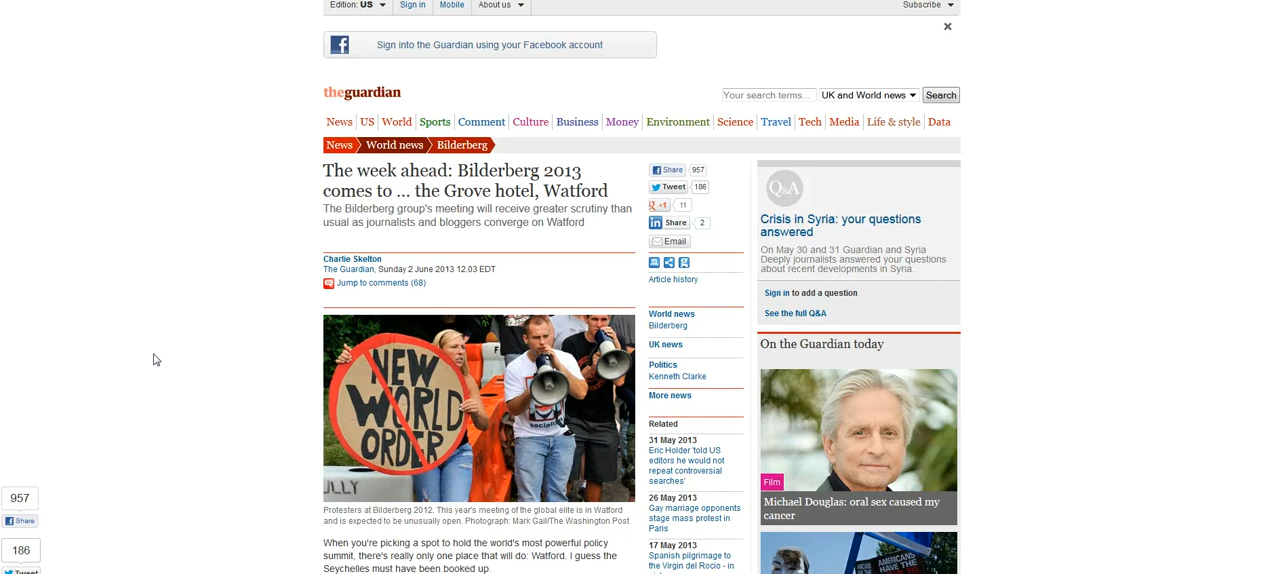 Edition: US
Sign in
Mobile
About us
Subscribe
Sign into the Guardian using your Facebook account
theguardian
Your search terms...
UK and World news
Search
News
US
World
Sports
Comment
Culture
Business
Money
Environment
Science
Travel
Tech
Media
Life & style
Data
News
World news
Bilderberg
The week ahead: Bilderberg 2013
comes to ... the Grove hotel, Watford
The Bilderberg group's meeting will receive greater scrutiny than
usual as journalists and bloggers converge on Watford
Charlie Skelton
The Guardian, Sunday 2 June 2013 12.03 EDT
Jump to comments (68)
NEW
WORLD
ORDER
socialis
ULLY
Protesters at Bilderberg 2012. This year's meeting of the global elite is in Watford
and is expected to be unusually open. Photograph: Mark Gail/The Washington Post
When you're picking a spot to hold the world's most powerful policy
summit, there's really only one place that will do: Watford. I guess the
Seychelles must have been booked up.
Share 957
Tweet 186
+1 11
Share 2
Email
Article history
World news
Bilderberg
UK news
Politics
Kenneth Clarke
More news
Related
31 May 2013
Eric Holder 'told US
editors he would not
repeat controversial
searches'
26 May 2013
Gay marriage opponents
stage mass protest in
Paris
17 May 2013
Spanish pilgrimage to
the Virgin del Rocio - in
Q&A
Crisis in Syria: your questions
answered
On May 30 and 31 Guardian and Syria
Deeply journalists answered your questions
about recent developments in Syria.
Sign in to add a question
See the full Q&A
On the Guardian today
Film
Michael Douglas: oral sex caused my
cancer
AMERICANS
HAVE THE
957
Share
186
Tweet